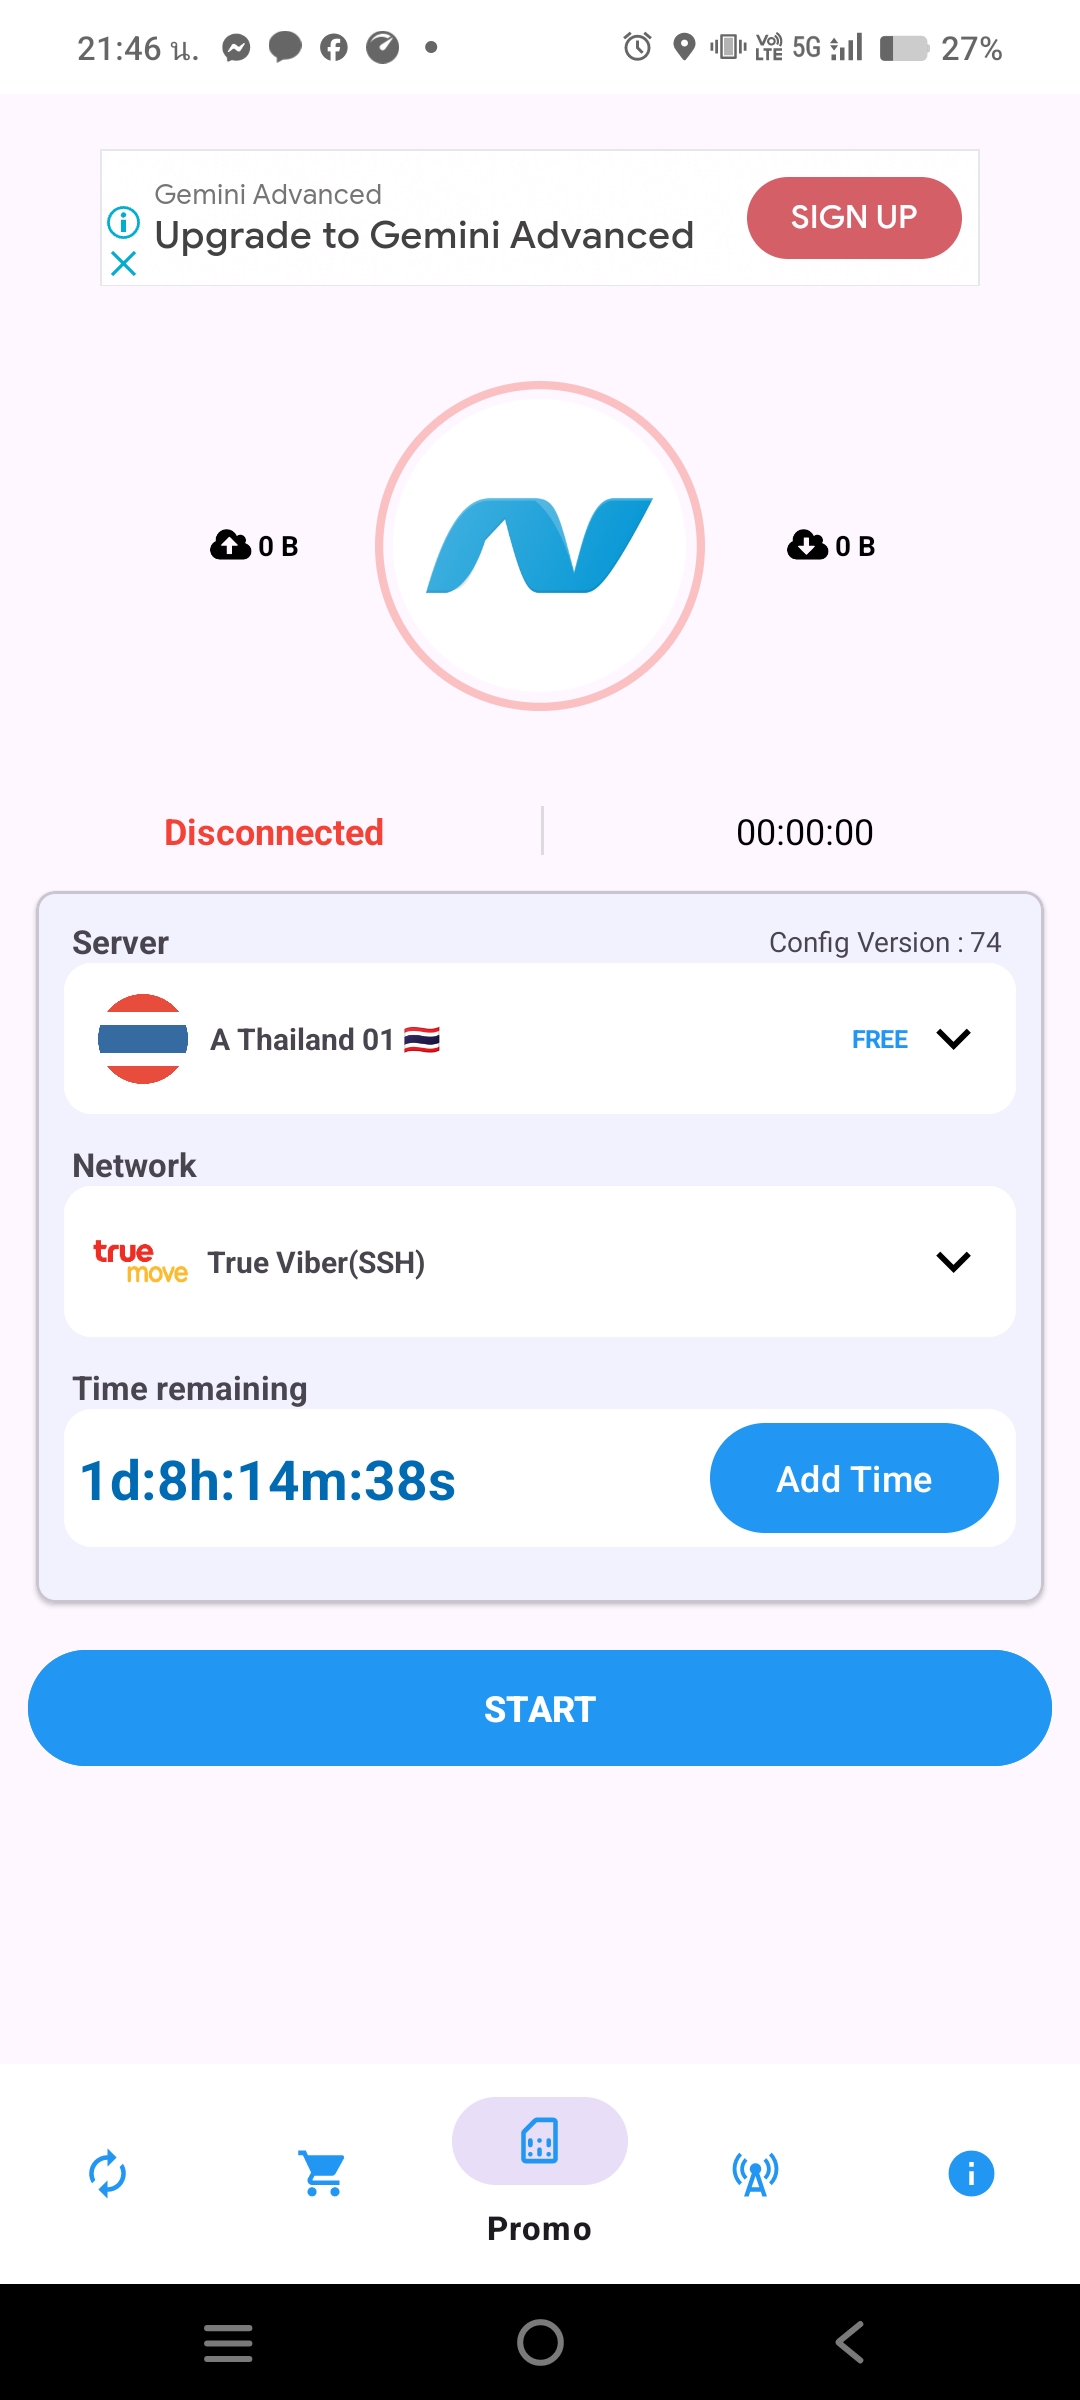 21:46 น.
Vo)) LTE 5G 27%
Gemini Advanced
Upgrade to Gemini Advanced
SIGN UP
0 B
0 B
Disconnected
00:00:00
Server
Config Version : 74
A Thailand 01 🇹🇭
FREE
Network
true move
True Viber(SSH)
Time remaining
1d:8h:14m:38s
Add Time
START
Promo